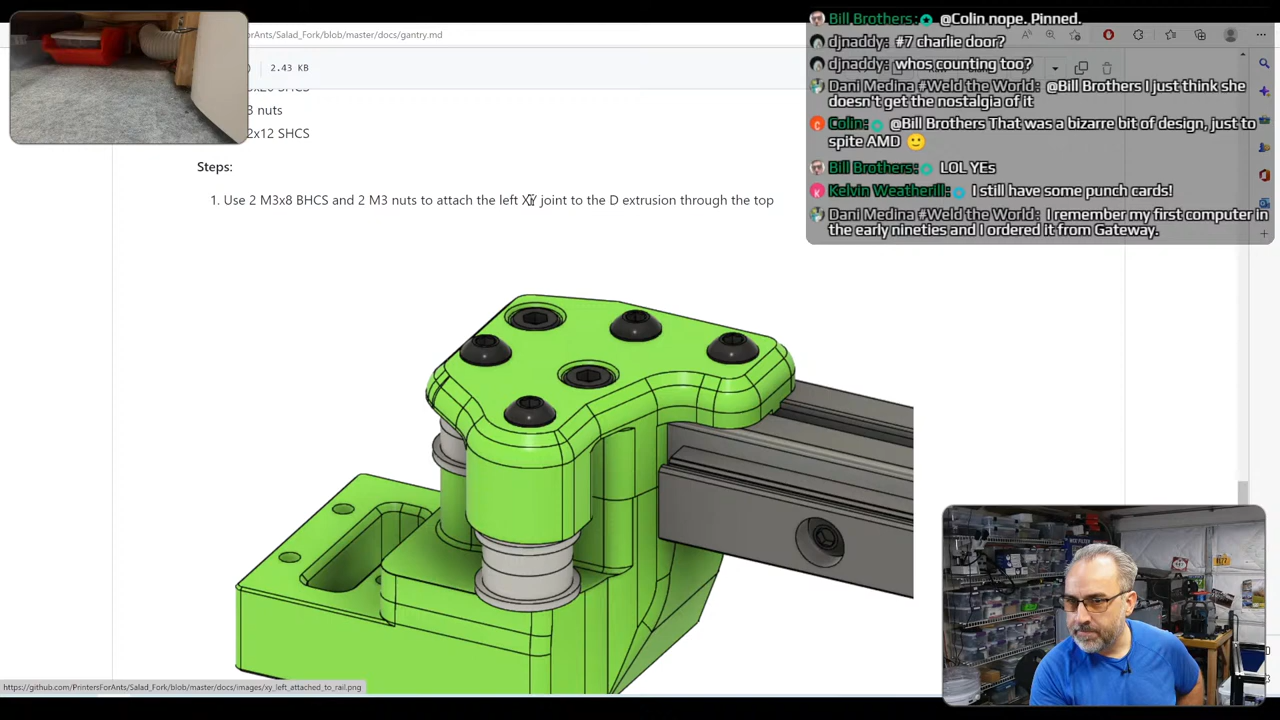 orAnts/Salad_Fork/blob/master/docs/gantry.md
2.43 KB
3 nuts
2x12 SHCS
Steps:
1. Use 2 M3x8 BHCS and 2 M3 nuts to attach the left XY joint to the D extrusion through the top
https://github.com/PrintersForAnts/Salad_Fork/blob/master/docs/images/xy_left_attached_to_rail.png
Bill Brothers: @Colin nope. Pinned.
djnaddy: #7 charlie door?
djnaddy: whos counting too?
Dani Medina #Weld the World: @Bill Brothers I just think she
doesn't get the nostalgia of it
Colin: @Bill Brothers That was a bizarre bit of design, just to
spite AMD 🙂
Bill Brothers: LOL YEs
Kelvin Weatherill: I still have some punch cards!
Dani Medina #Weld the World: I remember my first computer in
the early nineties and I ordered it from Gateway.